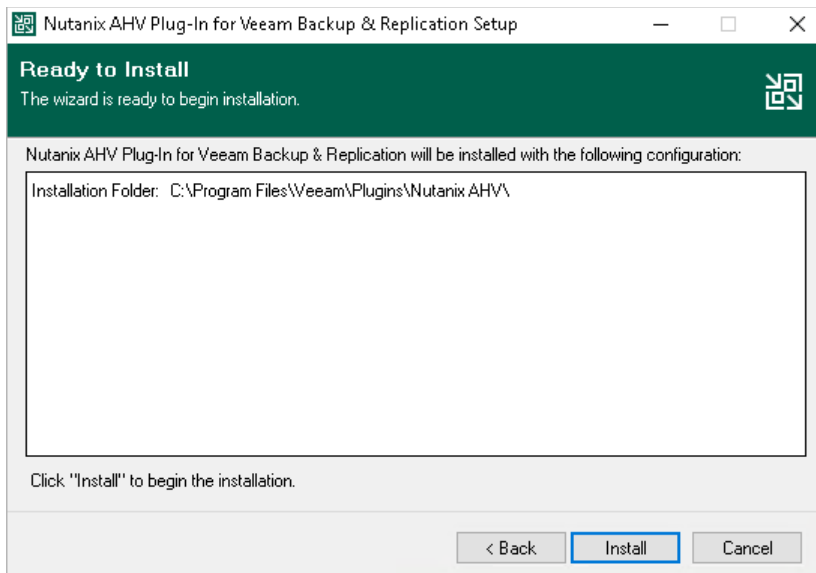 Nutanix AHV Plug-In for Veeam Backup & Replication Setup
Ready to Install
The wizard is ready to begin installation.
Nutanix AHV Plug-In for Veeam Backup & Replication will be installed with the following configuration:
Installation Folder:  C:\Program Files\Veeam\Plugins\Nutanix AHV\
Click "Install" to begin the installation.
< Back
Install
Cancel